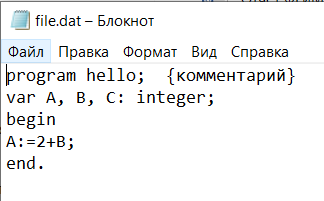 file.dat – Блокнот
Файл Правка Формат Вид Справка
program hello;  {комментарий}
var A, B, C: integer;
begin
A:=2+B;
end.